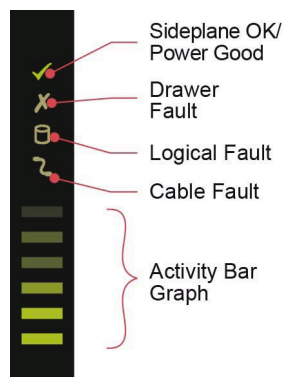 Sideplane OK/
Power Good
Drawer
Fault
Logical Fault
Cable Fault
Activity Bar
Graph